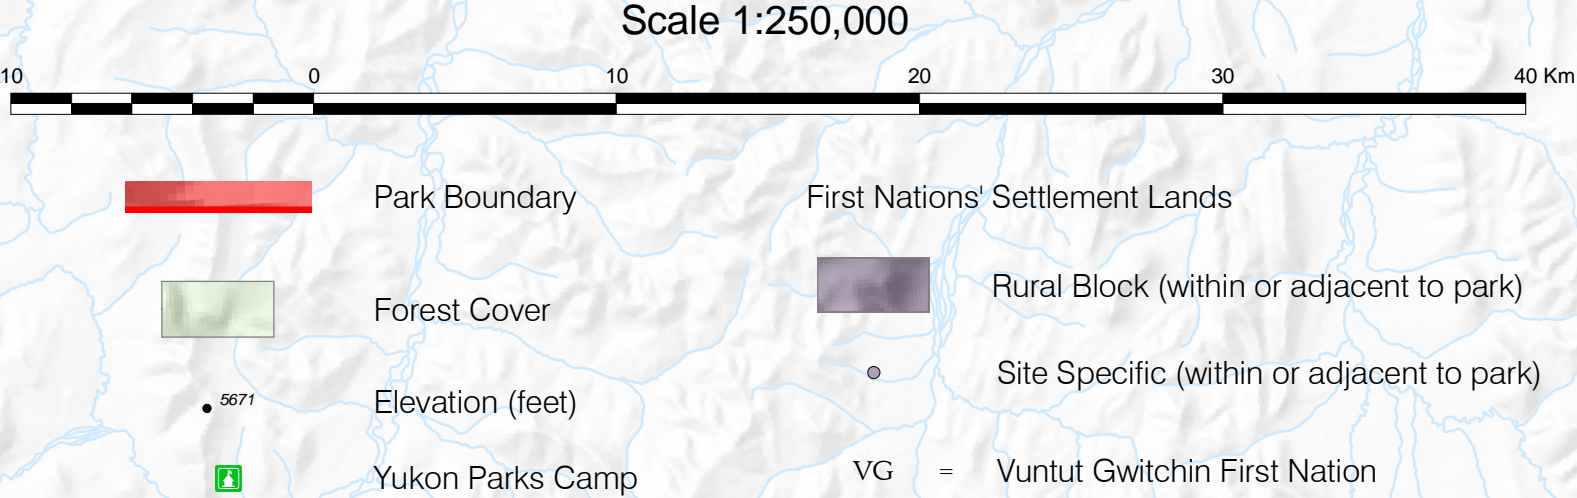 Scale 1:250,000
10 0 10 20 30 40 Km
Park Boundary
Forest Cover
5671 Elevation (feet)
Yukon Parks Camp
First Nations' Settlement Lands
Rural Block (within or adjacent to park)
Site Specific (within or adjacent to park)
VG = Vuntut Gwitchin First Nation